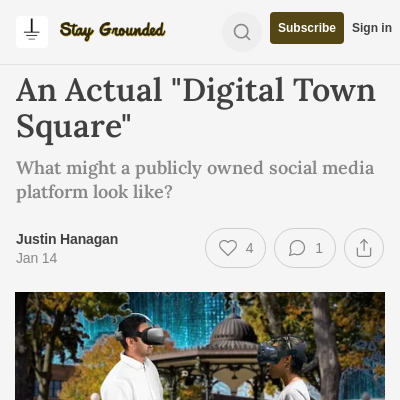 Stay Grounded
Subscribe
Sign in
An Actual "Digital Town
Square"
What might a publicly owned social media
platform look like?
Justin Hanagan
Jan 14
4
1